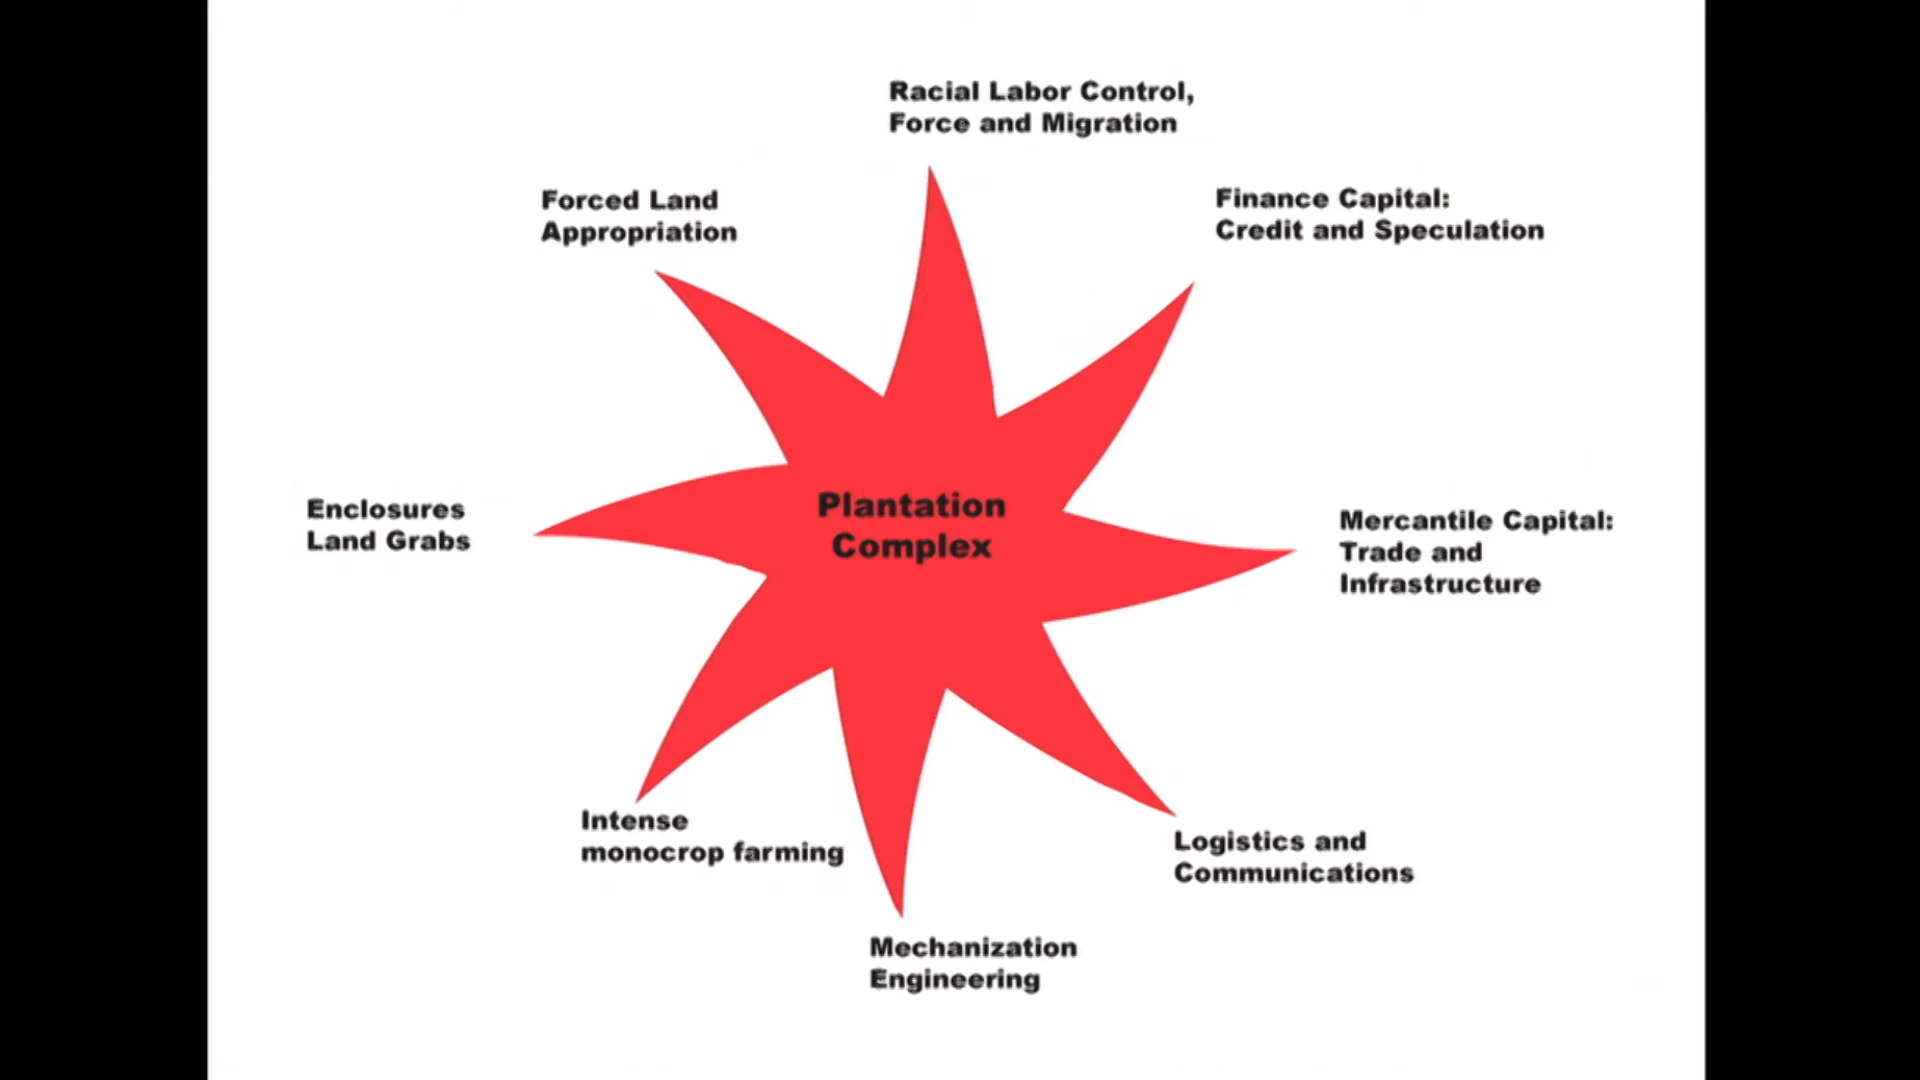 Racial Labor Control,
Force and Migration
Forced Land
Appropriation
Finance Capital:
Credit and Speculation
Enclosures
Land Grabs
Plantation
Complex
Mercantile Capital:
Trade and
Infrastructure
Intense
monocrop farming
Logistics and
Communications
Mechanization
Engineering